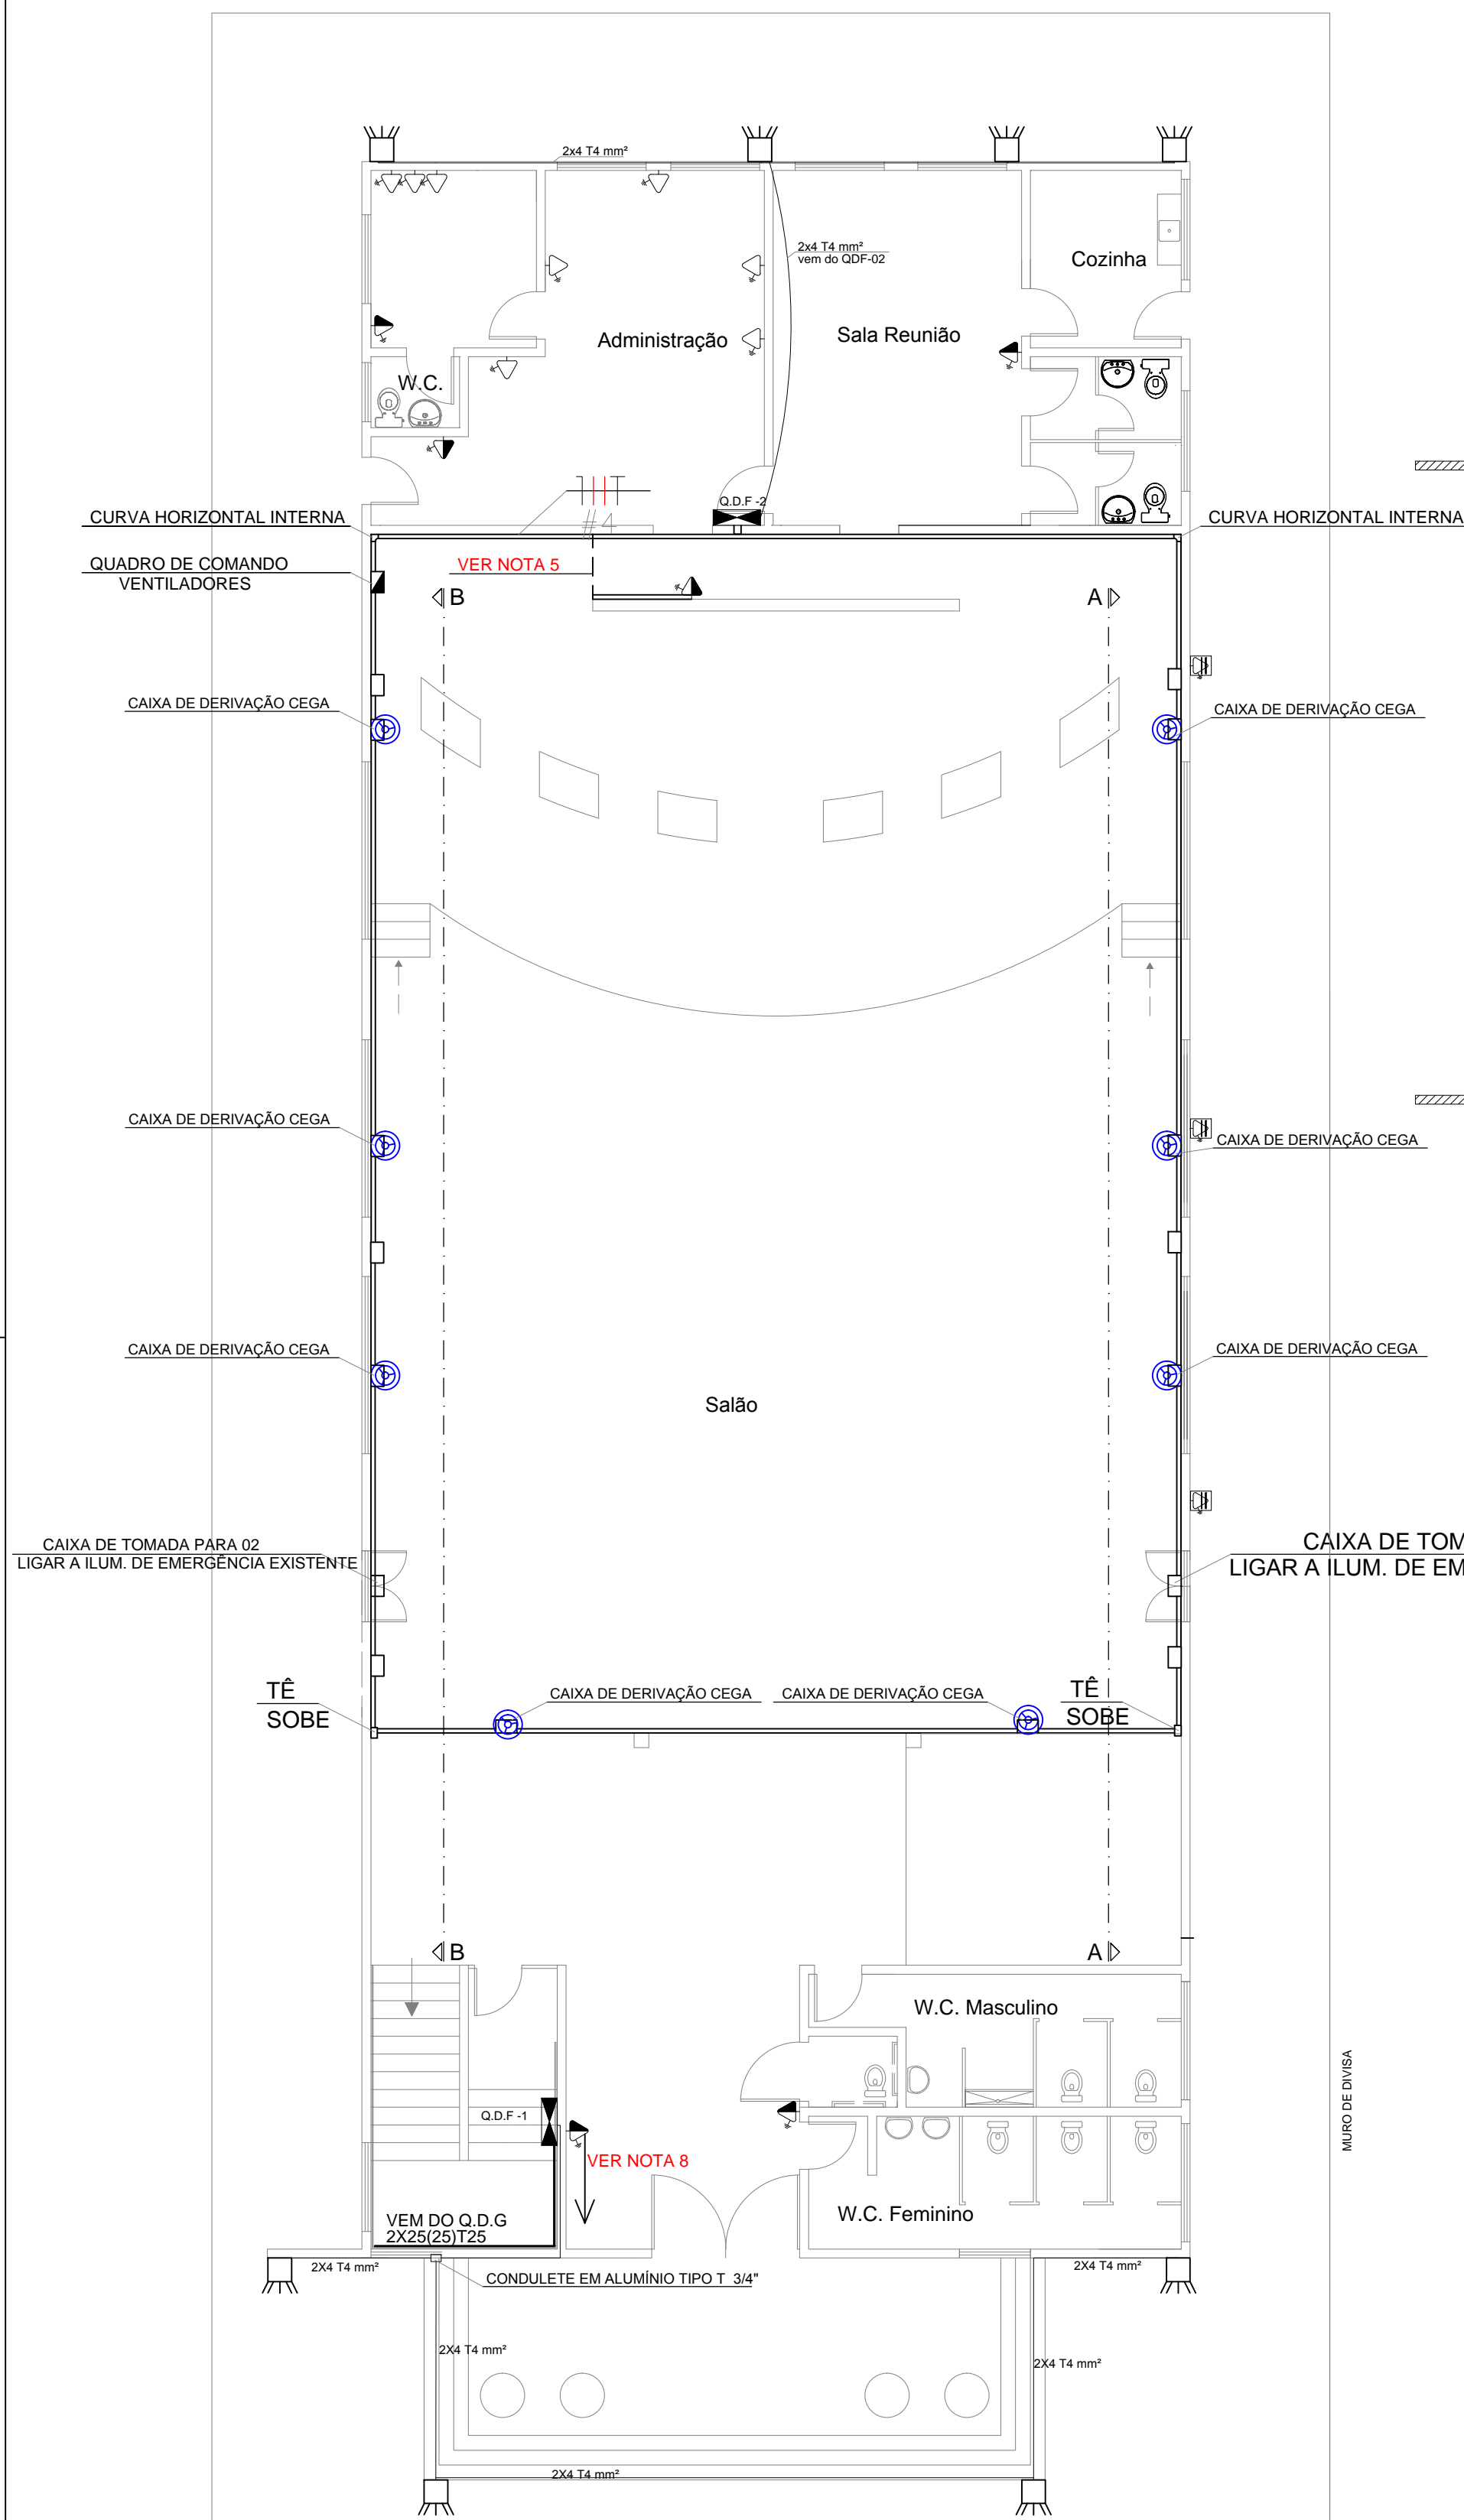 2x4 T4 mm²
2x4 T4 mm²
vem do QDF-02
Cozinha
Administração
Sala Reunião
W.C.
Q.D.F -2
CURVA HORIZONTAL INTERNA
CURVA HORIZONTAL INTERNA
# 4
QUADRO DE COMANDO
VENTILADORES
VER NOTA 5
B
A
CAIXA DE DERIVAÇÃO CEGA
CAIXA DE DERIVAÇÃO CEGA
CAIXA DE DERIVAÇÃO CEGA
CAIXA DE DERIVAÇÃO CEGA
CAIXA DE DERIVAÇÃO CEGA
CAIXA DE DERIVAÇÃO CEGA
Salão
CAIXA DE TOMADA PARA 02
LIGAR A ILUM. DE EMERGÊNCIA EXISTENTE
CAIXA DE TOM
LIGAR A ILUM. DE EM
TÊ
SOBE
CAIXA DE DERIVAÇÃO CEGA
CAIXA DE DERIVAÇÃO CEGA
TÊ
SOBE
B
A
W.C. Masculino
Q.D.F -1
VER NOTA 8
MURO DE DIVISA
W.C. Feminino
VEM DO Q.D.G
2X25(25)T25
2X4 T4 mm²
2X4 T4 mm²
CONDULETE EM ALUMÍNIO TIPO T 3/4"
2X4 T4 mm²
2X4 T4 mm²
2X4 T4 mm²